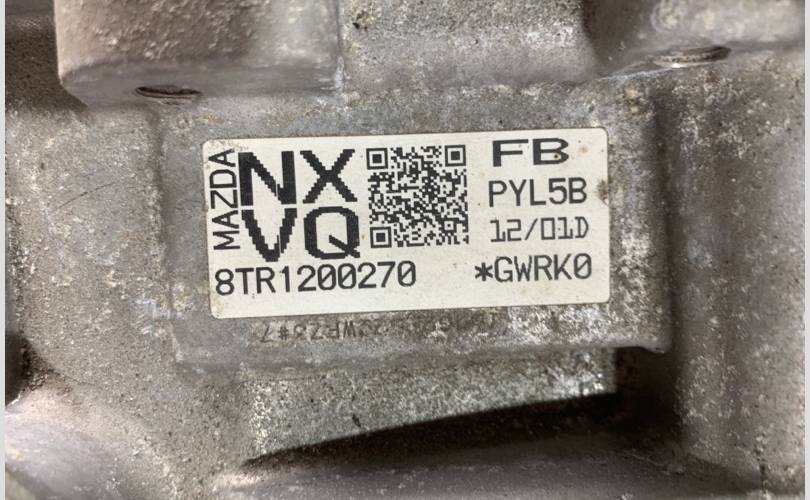 MAZDA
NX FB
VQ PYL5B
12/01D
8TR1200270 *GWRK0